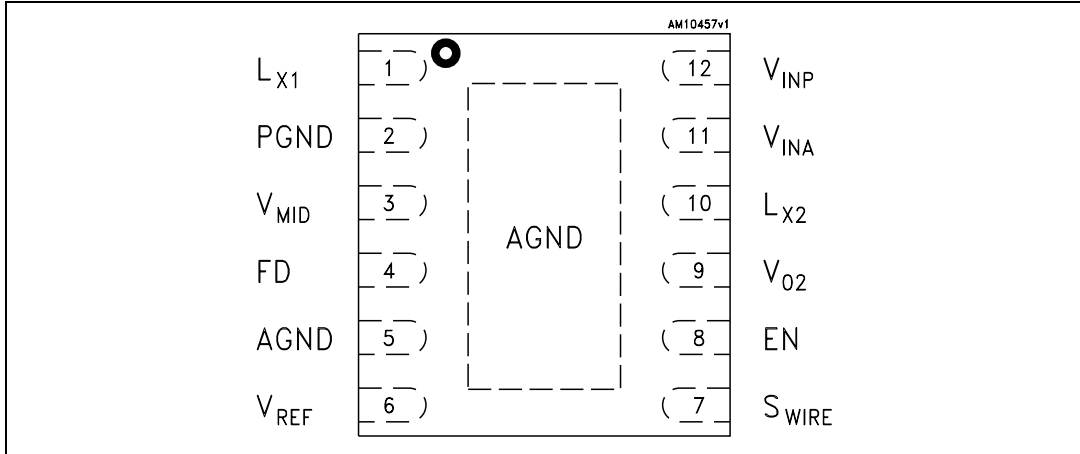 AM10457v1
LX1 1 12 VINP
PGND 2 11 VINA
VMID 3 10 LX2
FD 4 9 VO2
AGND
AGND 5 8 EN
VREF 6 7 SWIRE